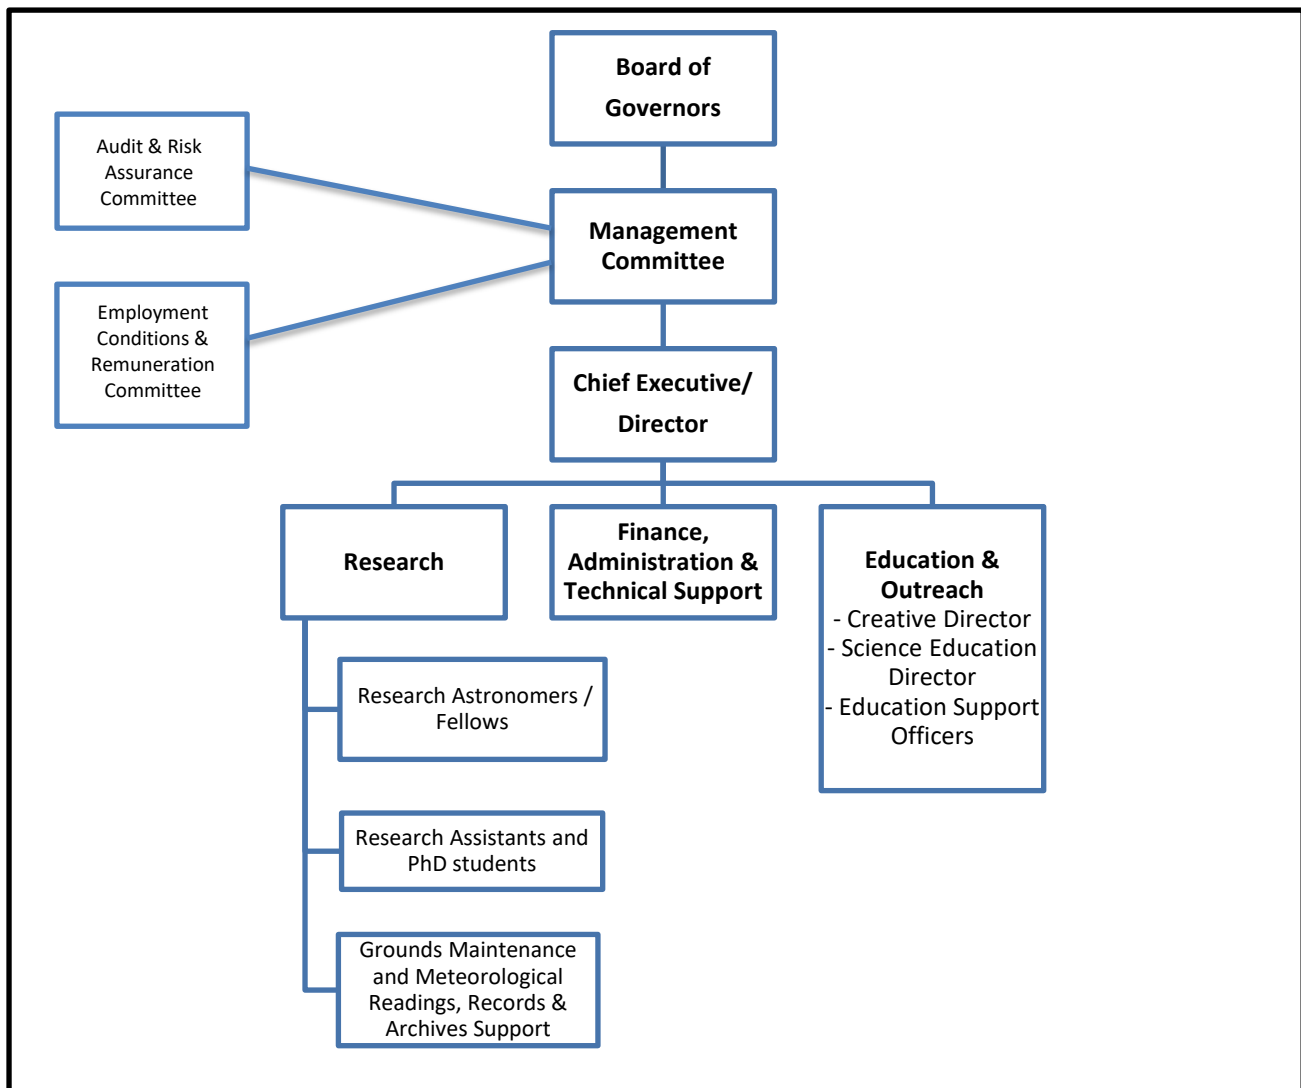 Board of
Governors
Audit & Risk
Assurance
Committee
Management
Committee
Employment
Conditions &
Remuneration
Committee
Chief Executive/
Director
Research
Finance,
Administration &
Technical Support
Education &
Outreach
- Creative Director
- Science Education
Director
- Education Support
Officers
Research Astronomers /
Fellows
Research Assistants and
PhD students
Grounds Maintenance
and Meteorological
Readings, Records &
Archives Support